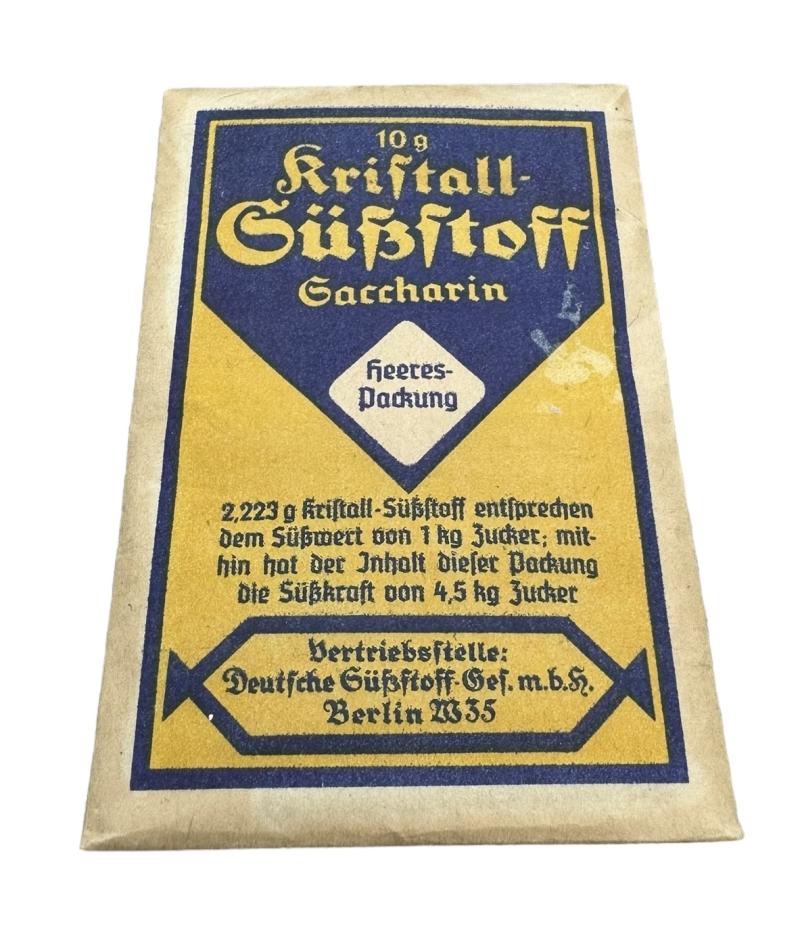 10 g
Kriſtall-
Süßſtoff
Saccharin
Heeres-
Packung
2,223 g Kriſtall-Süßſtoff entſprechen
dem Süßwert von 1 kg Zucker; mit-
hin hat der Inhalt dieſer Packung
die Süßkraft von 4,5 kg Zucker
Vertriebsſtelle:
Deutſche Süßſtoff-Geſ. m. b. H.
Berlin W35